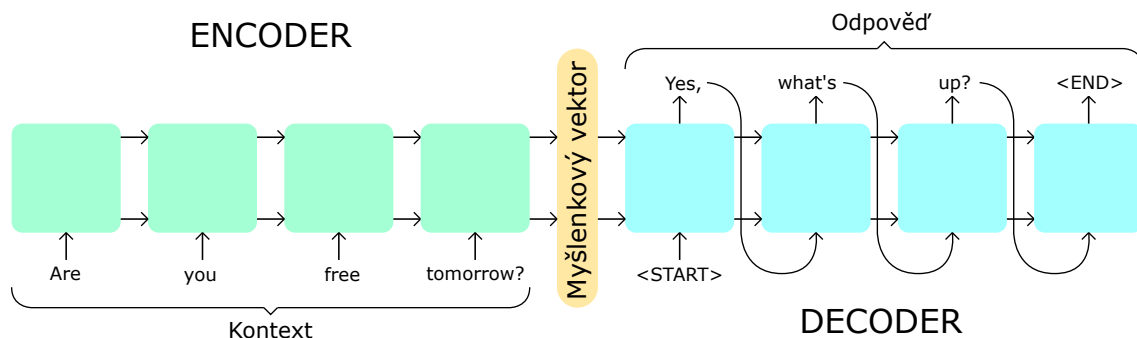 ENCODER
Odpověď
Yes, what's up? <END>
Myšlenkový vektor
Are you free tomorrow? <START>
Kontext
DECODER